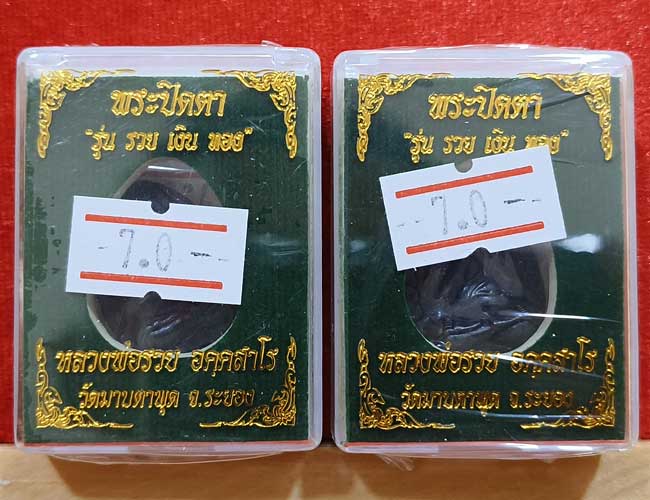 พระปิดตา
"รุ่น รวย เงิน ทอง"
7.0
หลวงพ่อรวย อคฺคสาโร
วัดมาบตาพุด จ.ระยอง
พระปิดตา
"รุ่น รวย เงิน ทอง"
7.0
หลวงพ่อรวย อคฺคสาโร
วัดมาบตาพุด จ.ระยอง